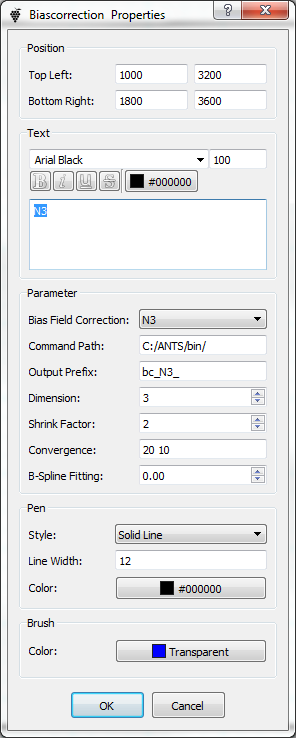 Biascorrection Properties
Position
Top Left: 1000 3200
Bottom Right: 1800 3600
Text
Arial Black 100
B i U S #000000
N3
Parameter
Bias Field Correction: N3
Command Path: C:/ANTS/bin/
Output Prefix: bc_N3_
Dimension: 3
Shrink Factor: 2
Convergence: 20 10
B-Spline Fitting: 0.00
Pen
Style: Solid Line
Line Width: 12
Color: #000000
Brush
Color: Transparent
OK Cancel